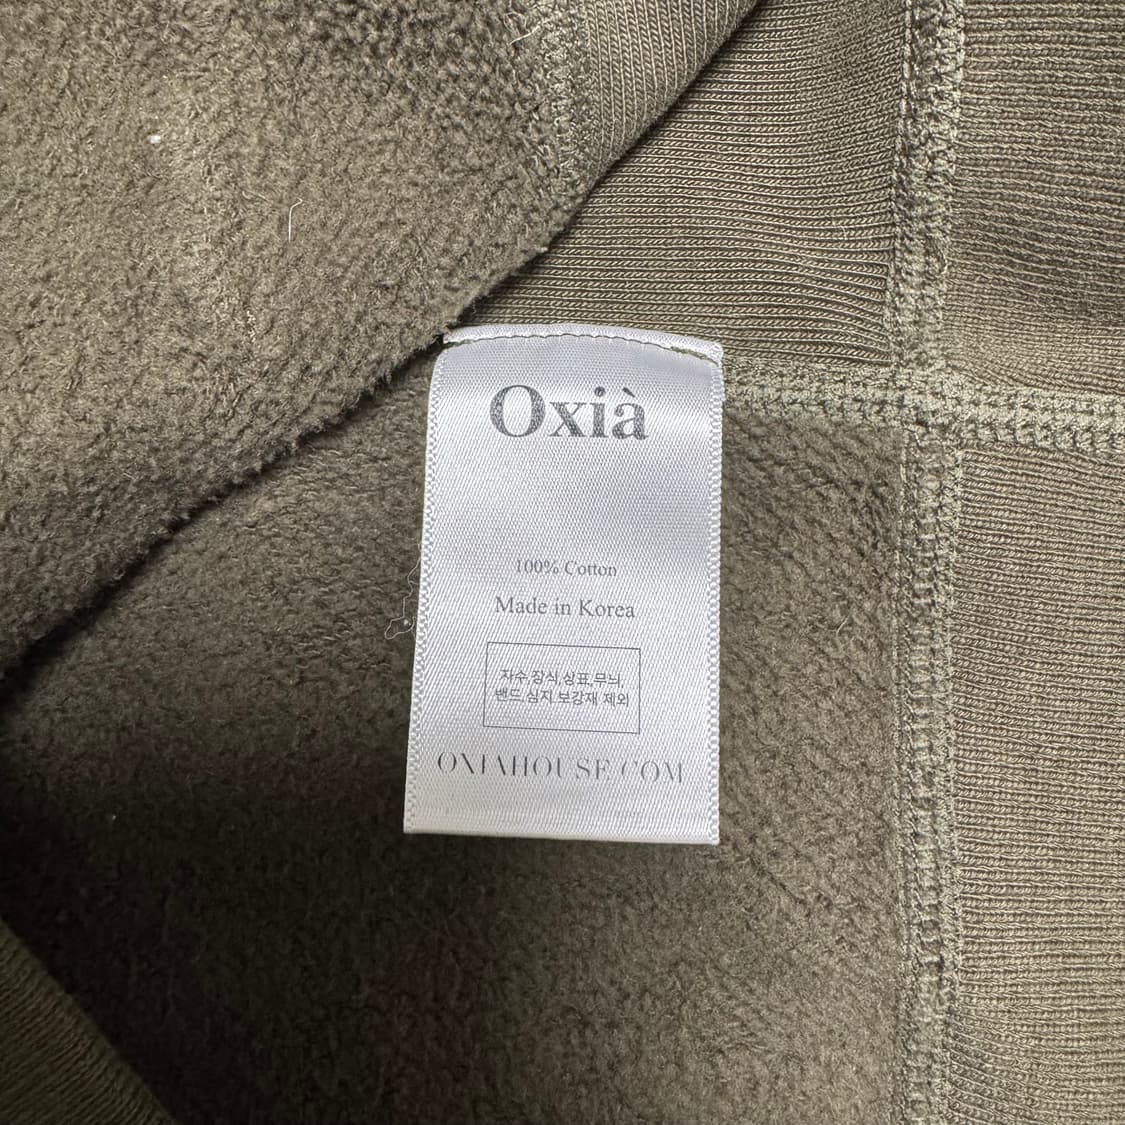 Oxià
100% Cotton
Made in Korea
자수,장식,상표,무늬,
밴드,심지,보강재 제외
OXIAHOUSE.COM